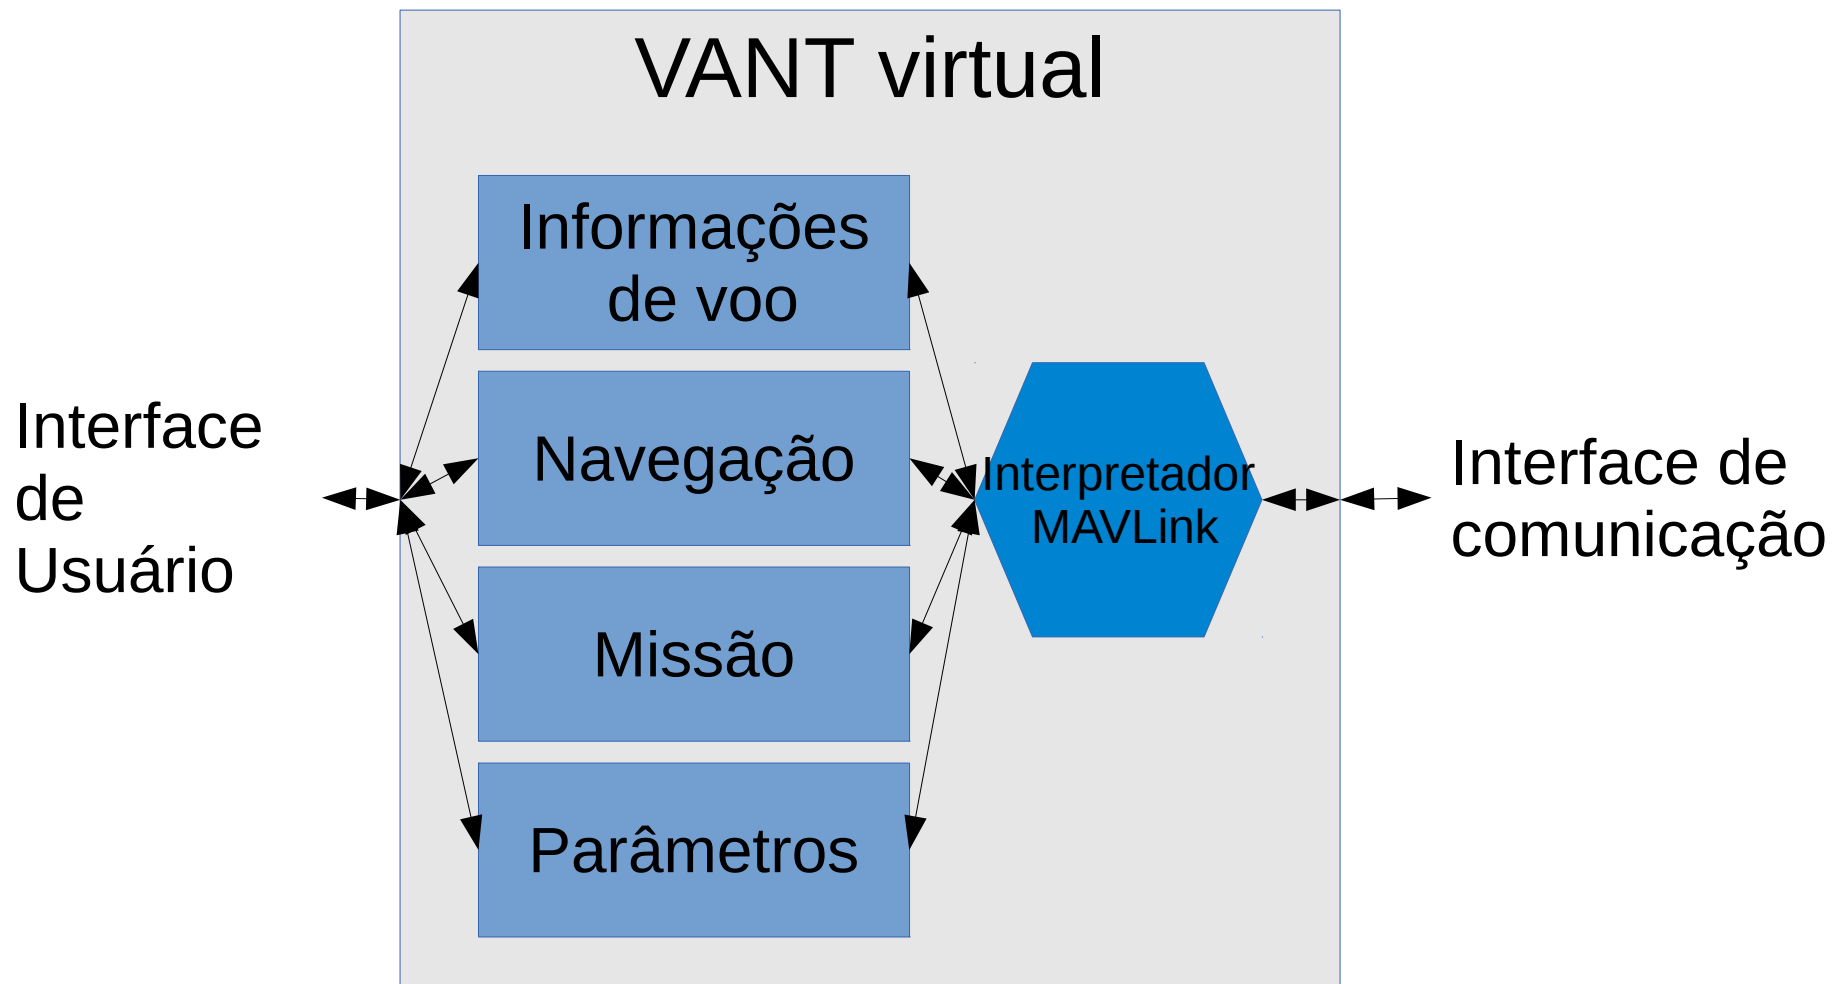 VANT virtual
Informações
de voo
Navegação
Missão
Parâmetros
Interpretador
MAVLink
Interface
de
Usuário
Interface de
comunicação